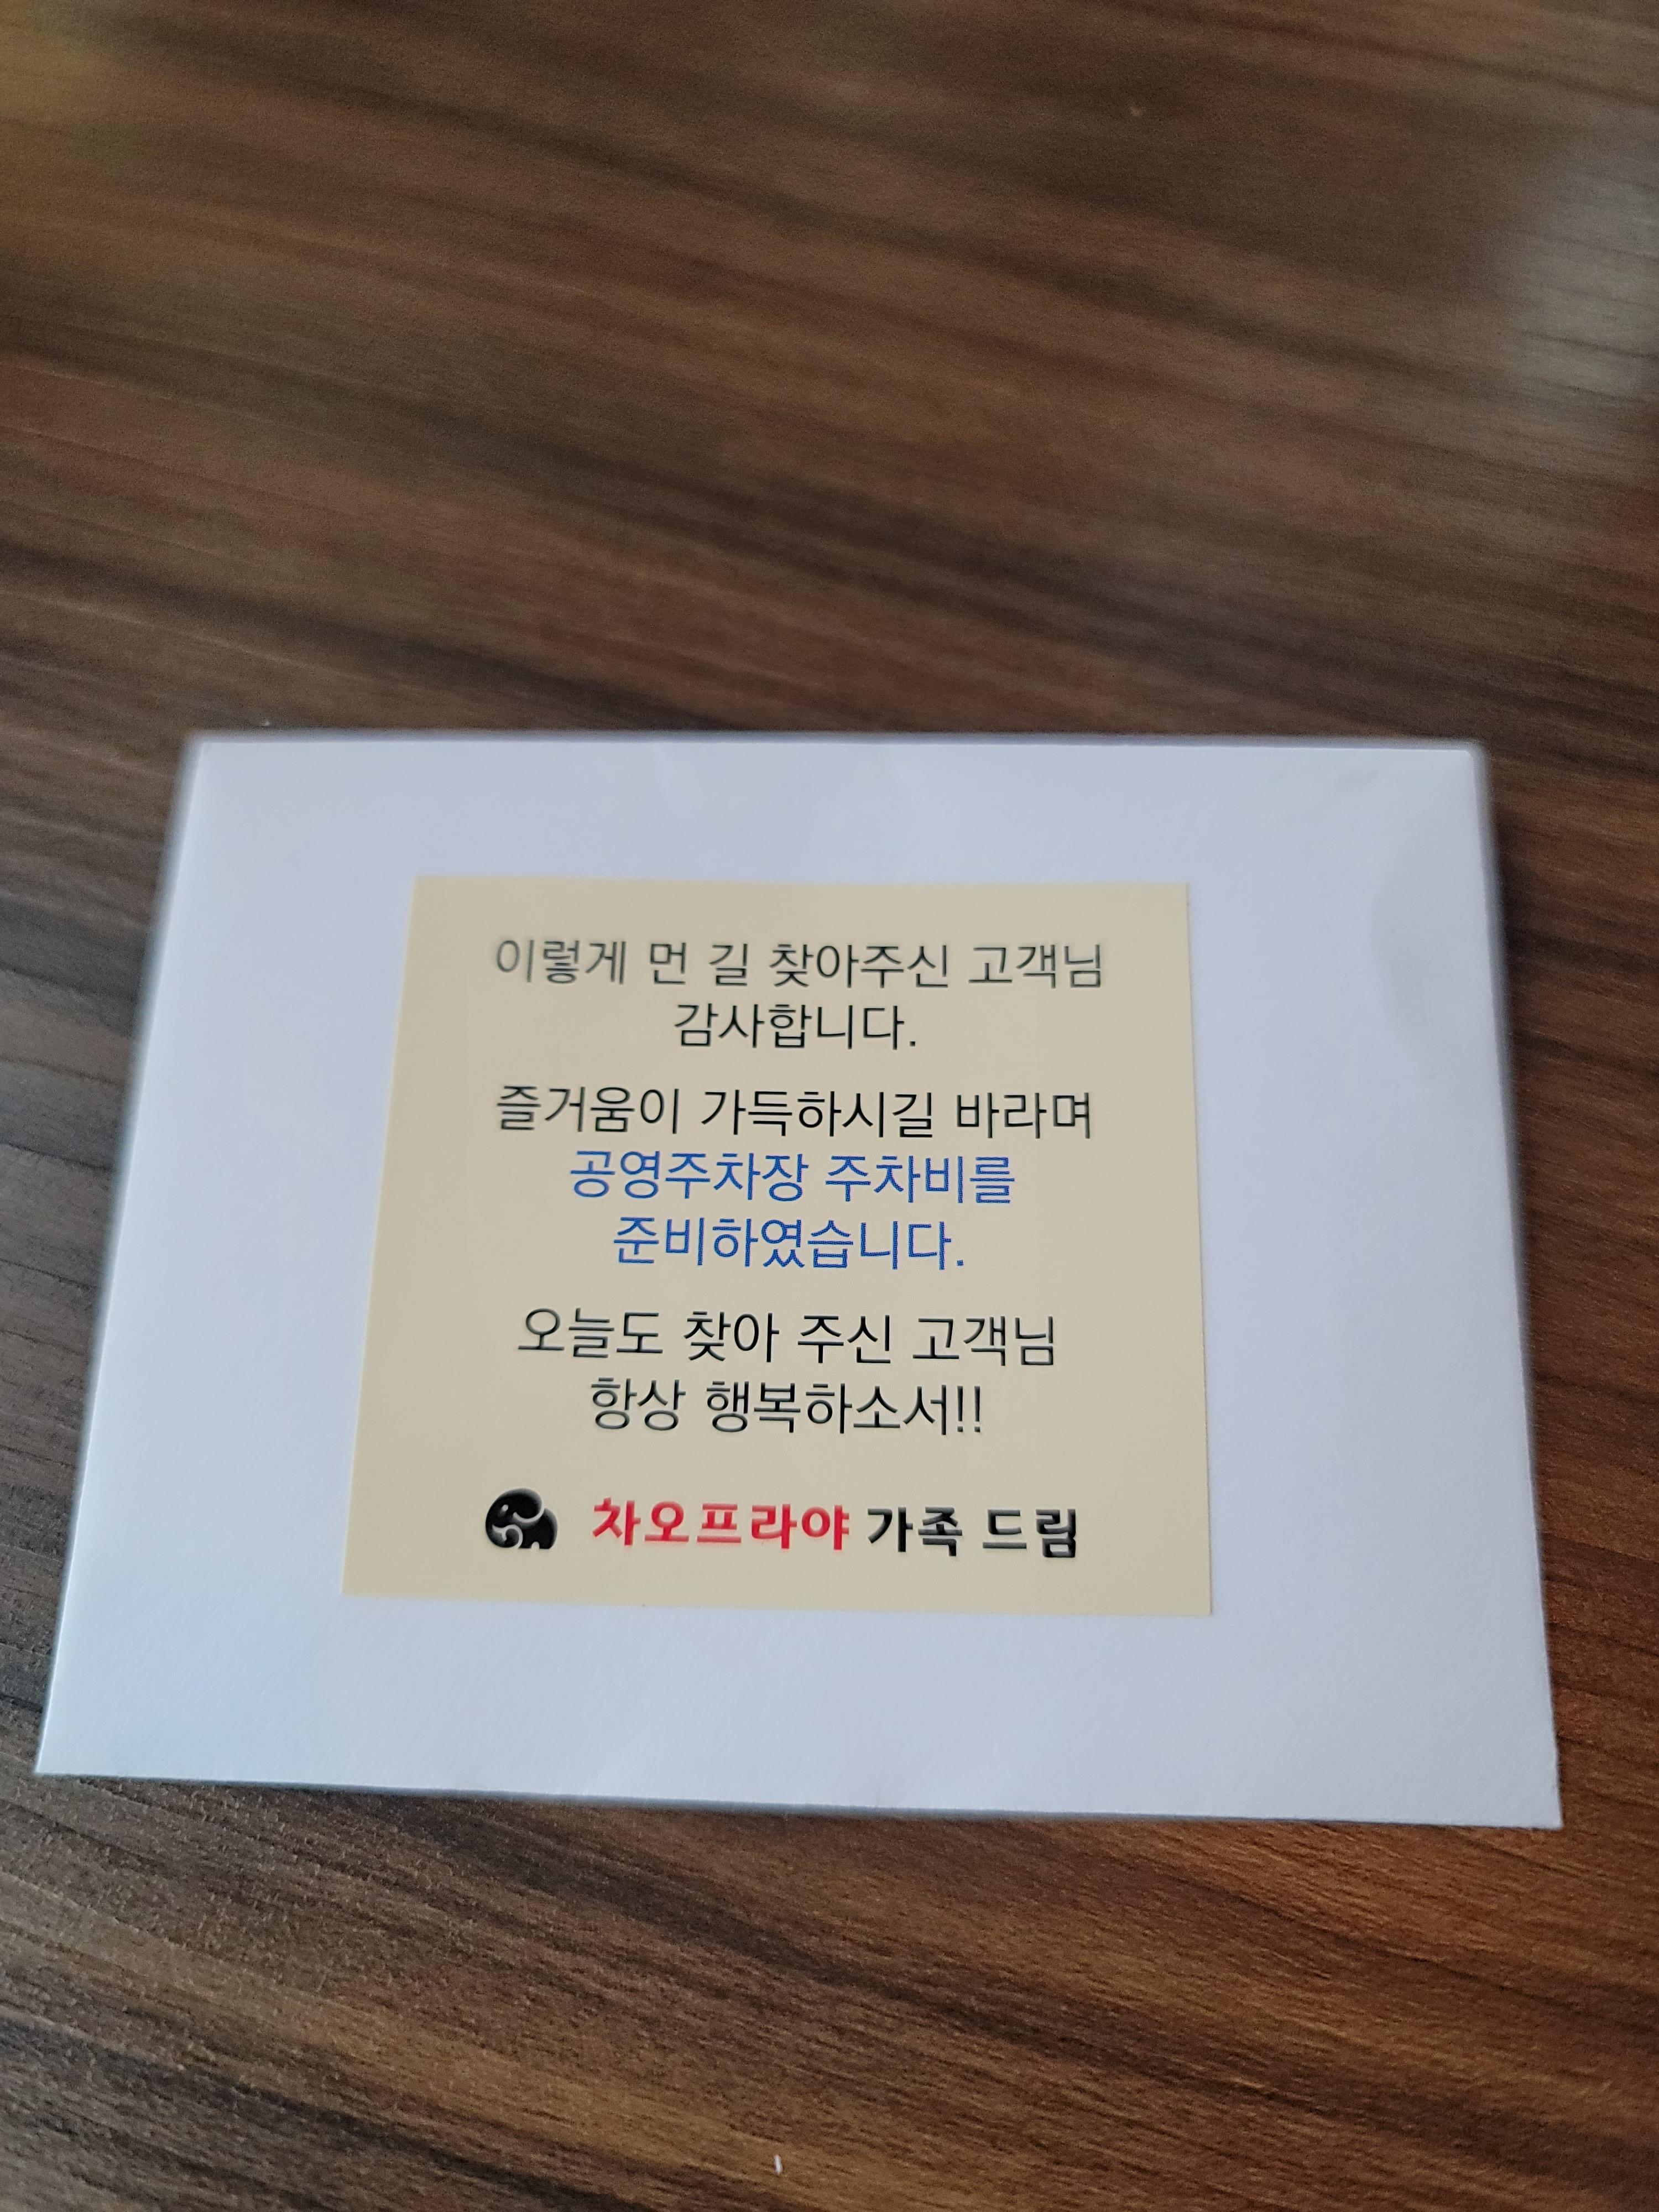 이렇게 먼 길 찾아주신 고객님
감사합니다.
즐거움이 가득하시길 바라며
공영주차장 주차비를
준비하였습니다.
오늘도 찾아 주신 고객님
항상 행복하소서!!
차오프라야 가족 드림